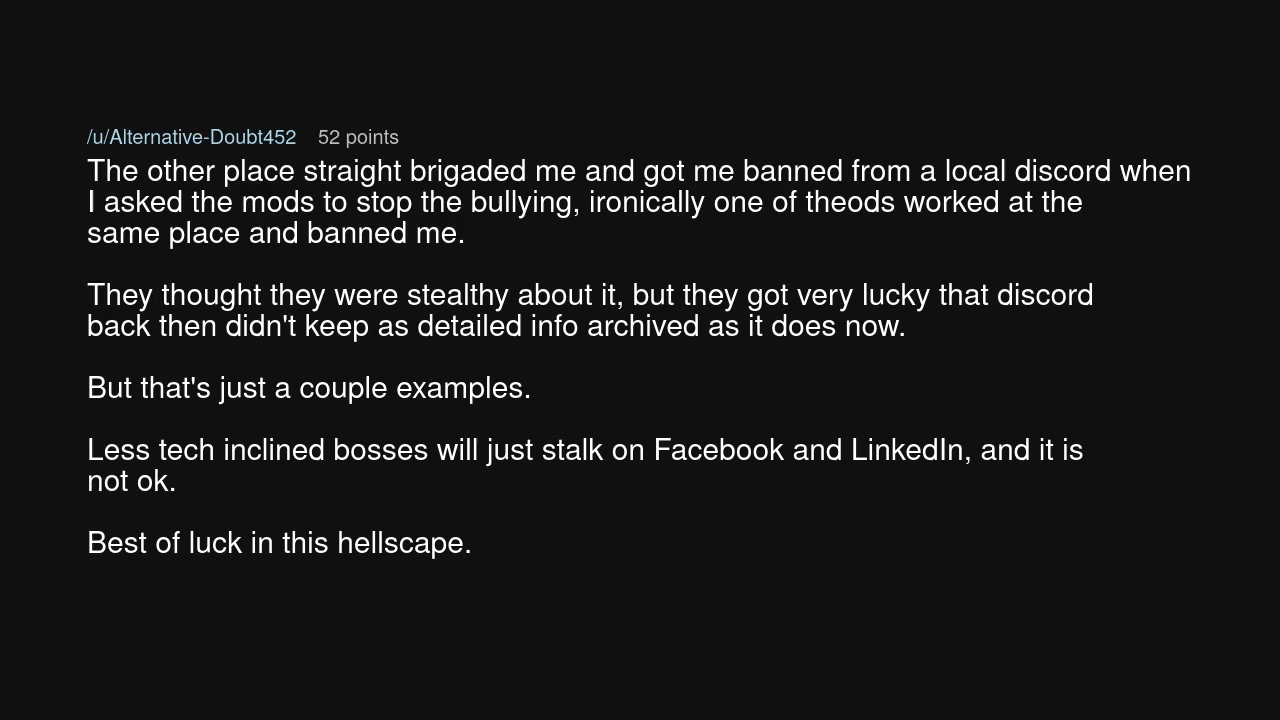 /u/Alternative-Doubt452 52 points
The other place straight brigaded me and got me banned from a local discord when
I asked the mods to stop the bullying, ironically one of theods worked at the
same place and banned me.
They thought they were stealthy about it, but they got very lucky that discord
back then didn't keep as detailed info archived as it does now.
But that's just a couple examples.
Less tech inclined bosses will just stalk on Facebook and LinkedIn, and it is
not ok.
Best of luck in this hellscape.